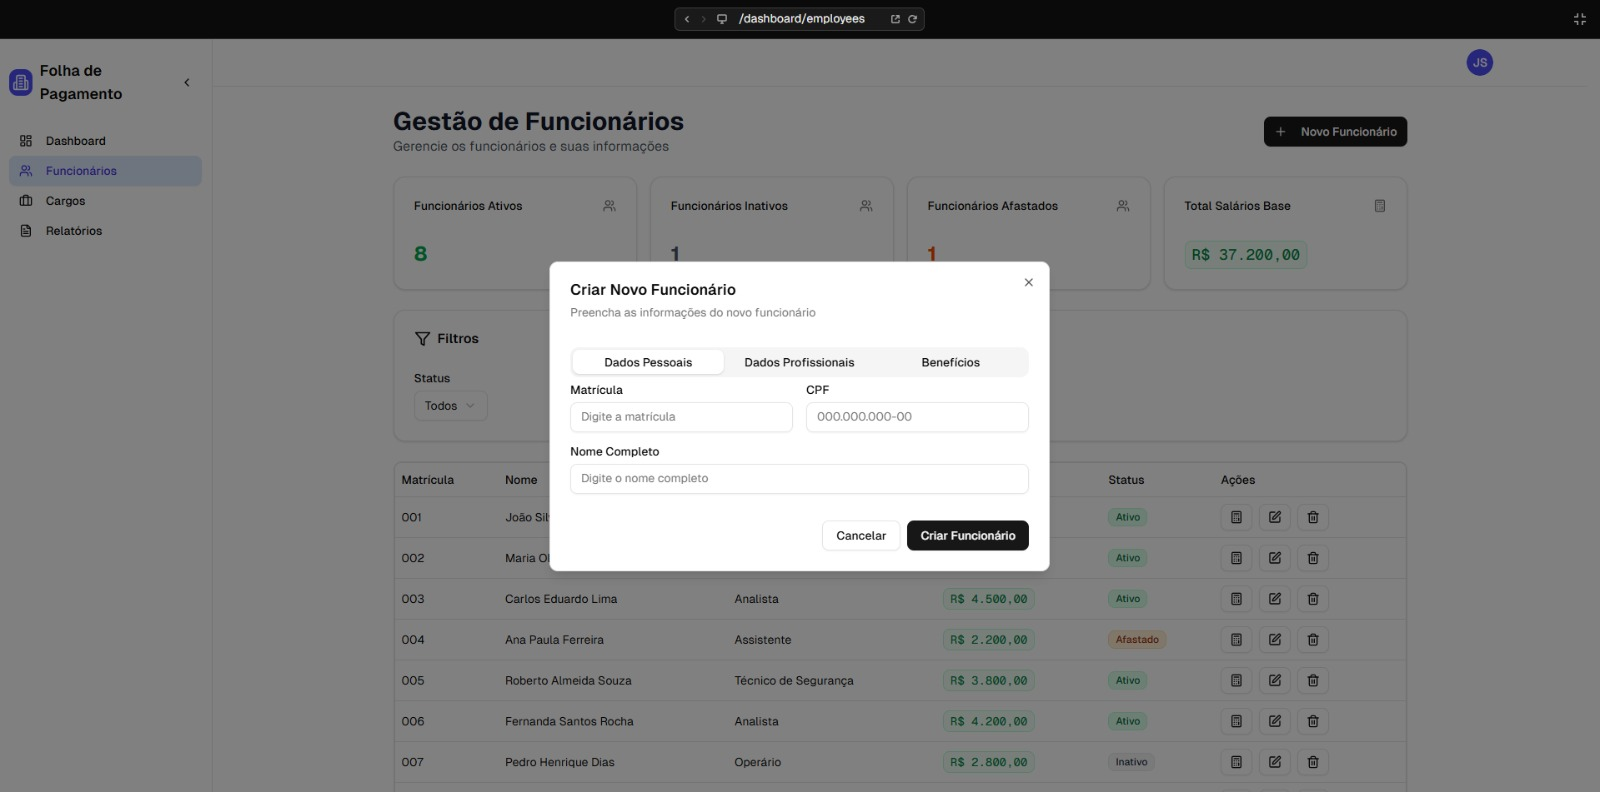 /dashboard/employees
Folha de
Pagamento
JS
Dashboard
Funcionários
Cargos
Relatórios
Gestão de Funcionários
Gerencie os funcionários e suas informações
Novo Funcionário
Funcionários Ativos
8
Funcionários Inativos
1
Funcionários Afastados
1
Total Salários Base
R$ 37.200,00
Filtros
Status
Todos
Criar Novo Funcionário
Preencha as informações do novo funcionário
Dados Pessoais
Dados Profissionais
Benefícios
Matrícula
CPF
Digite a matrícula
000.000.000-00
Nome Completo
Digite o nome completo
Cancelar
Criar Funcionário
Matrícula Nome Status Ações
001 João Ativo
002 Maria Ativo
003 Carlos Eduardo Lima Analista R$ 4.500,00 Ativo
004 Ana Paula Ferreira Assistente R$ 2.200,00 Afastado
005 Roberto Almeida Souza Técnico de Segurança R$ 3.800,00 Ativo
006 Fernanda Santos Rocha Analista R$ 4.200,00 Ativo
007 Pedro Henrique Dias Operário R$ 2.800,00 Inativo